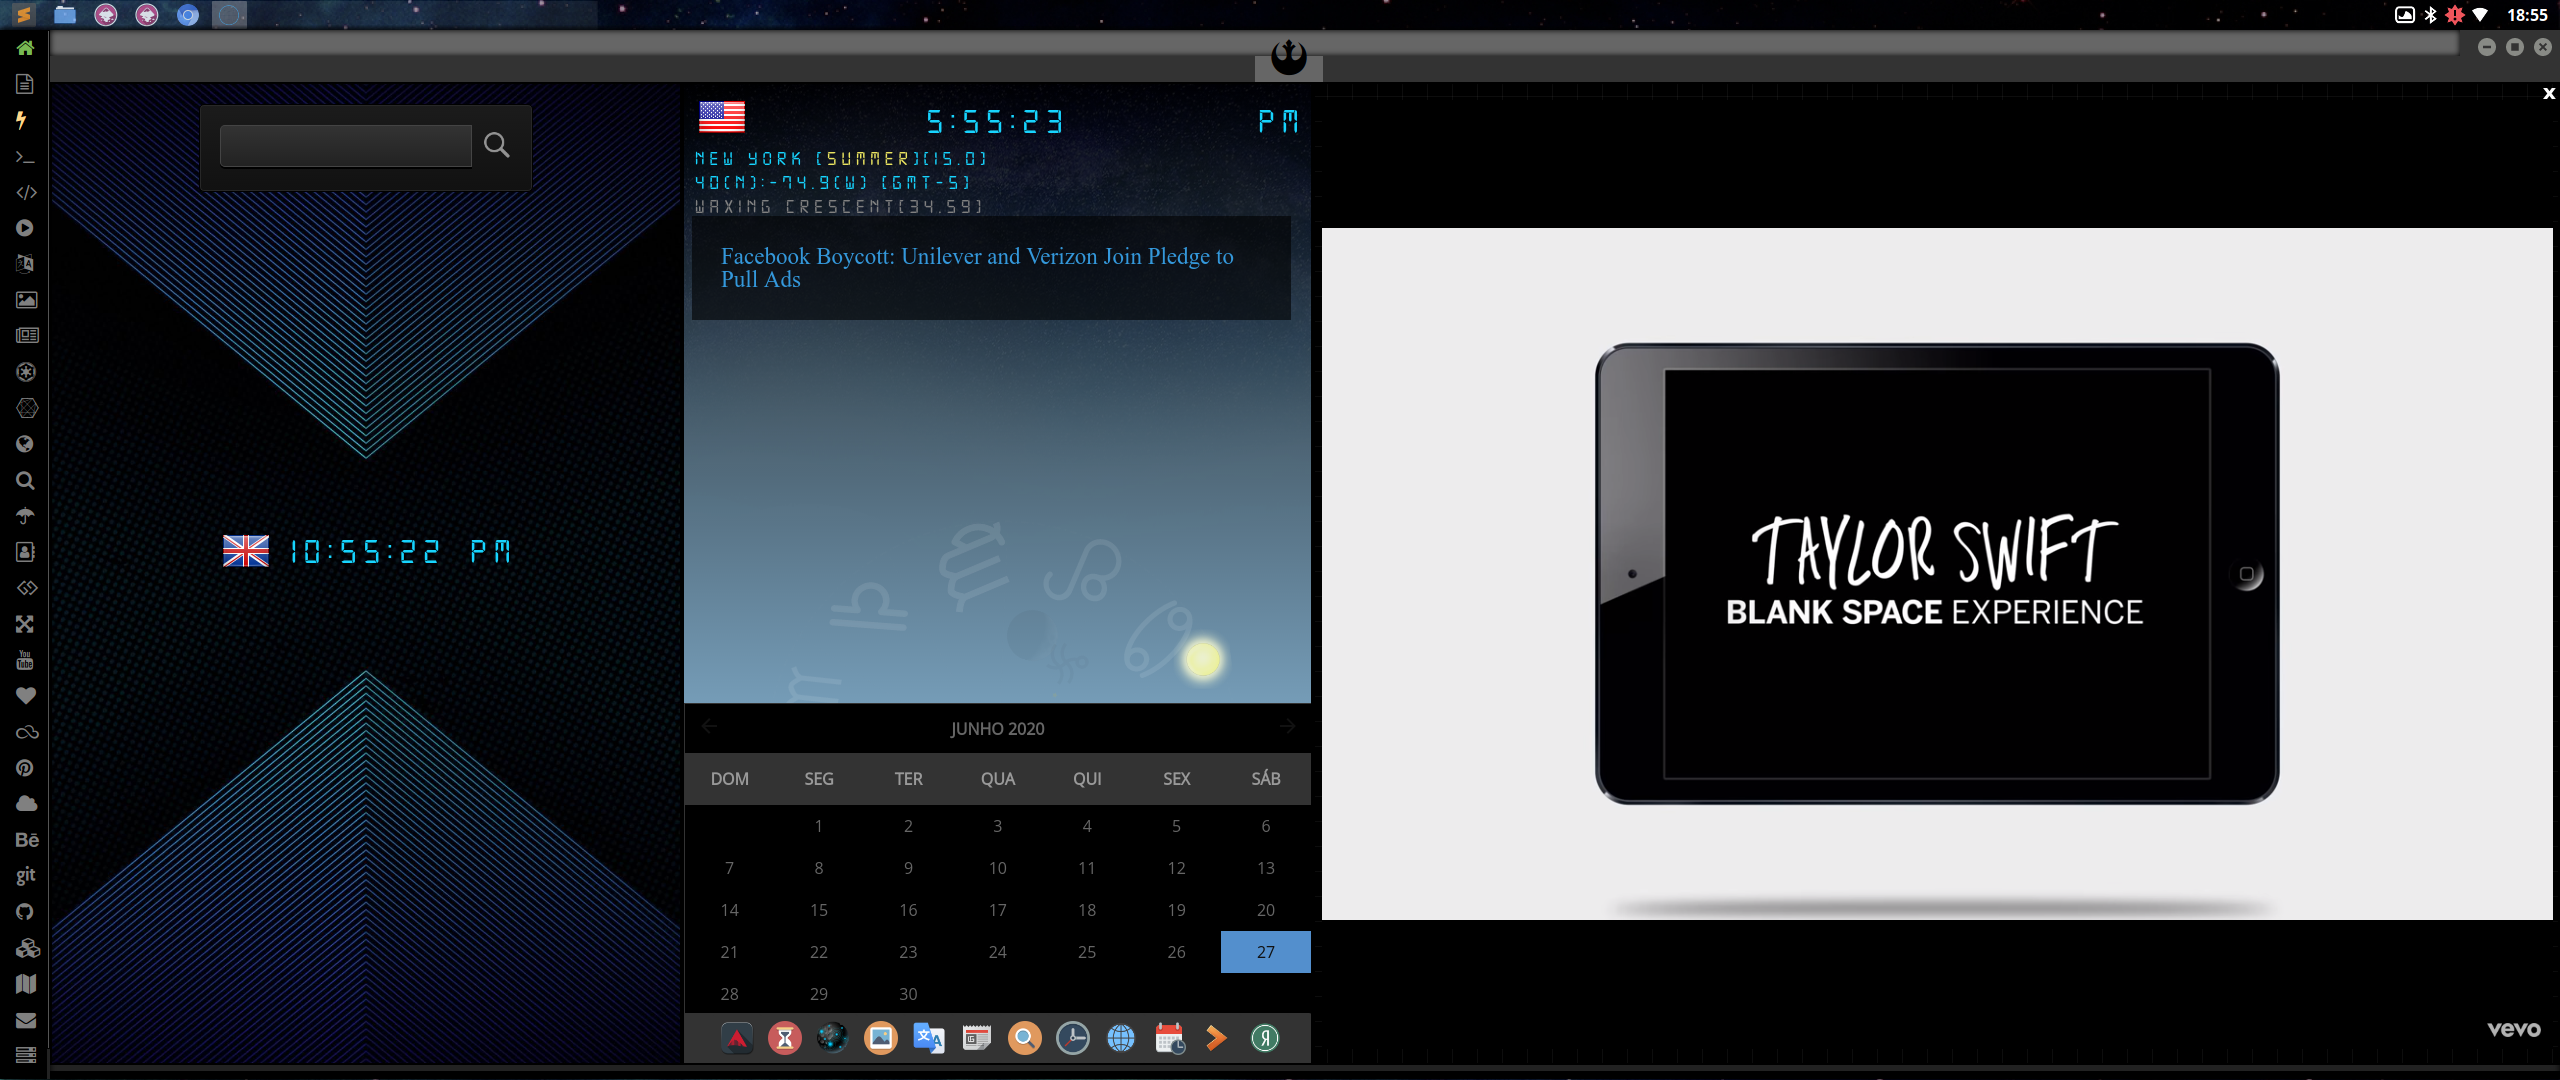 18:55
x
5:55:23 PM
NEW YORK [SUMMER][15.0]
40(N):-74.9(W) [GMT-5]
WAXING CRESCENT[34.59]
Facebook Boycott: Unilever and Verizon Join Pledge to
Pull Ads
10:55:22 PM
You
Tube
Bē
git
JUNHO 2020
DOM SEG TER QUA QUI SEX SÁB
1 2 3 4 5 6
7 8 9 10 11 12 13
14 15 16 17 18 19 20
21 22 23 24 25 26 27
28 29 30
Я
TAYLOR SWIFT
BLANK SPACE EXPERIENCE
vevo